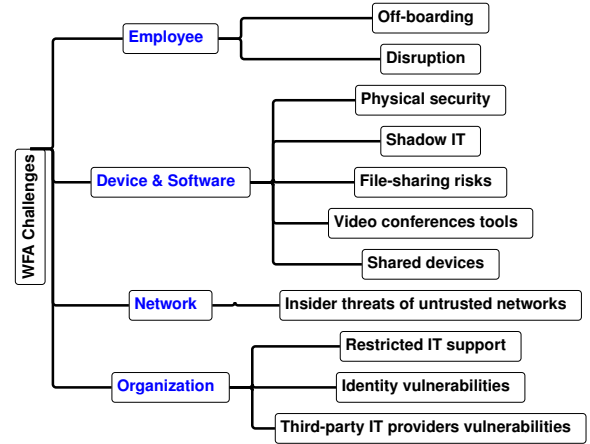 WFA Challenges
Employee
Off-boarding
Disruption
Device & Software
Physical security
Shadow IT
File-sharing risks
Video conferences tools
Shared devices
Network
Insider threats of untrusted networks
Organization
Restricted IT support
Identity vulnerabilities
Third-party IT providers vulnerabilities